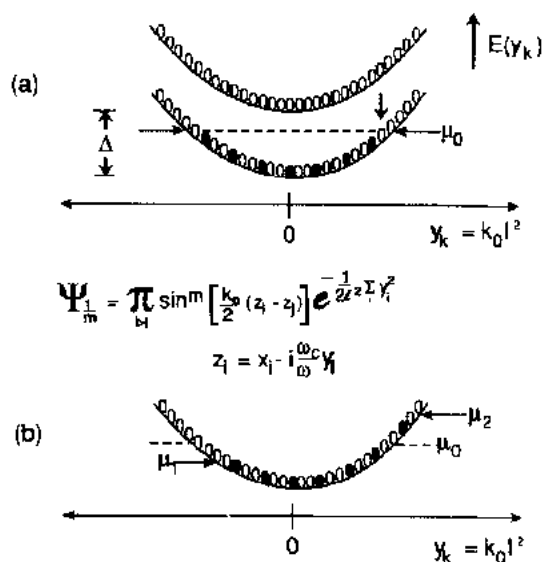 E(y_k)
(a)
Δ
μ_0
0
y_k = k_0 l^2
Ψ_{1/m} = π_{i<j} sin^m [k_0/2 (z_i - z_j)] e^{-1/2ℓ^2 Σ_i y_i^2}
z_j = x_j - i ω_c/ω y_j
(b)
μ_2
μ_0
μ_1
0
y_k = k_0 l^2